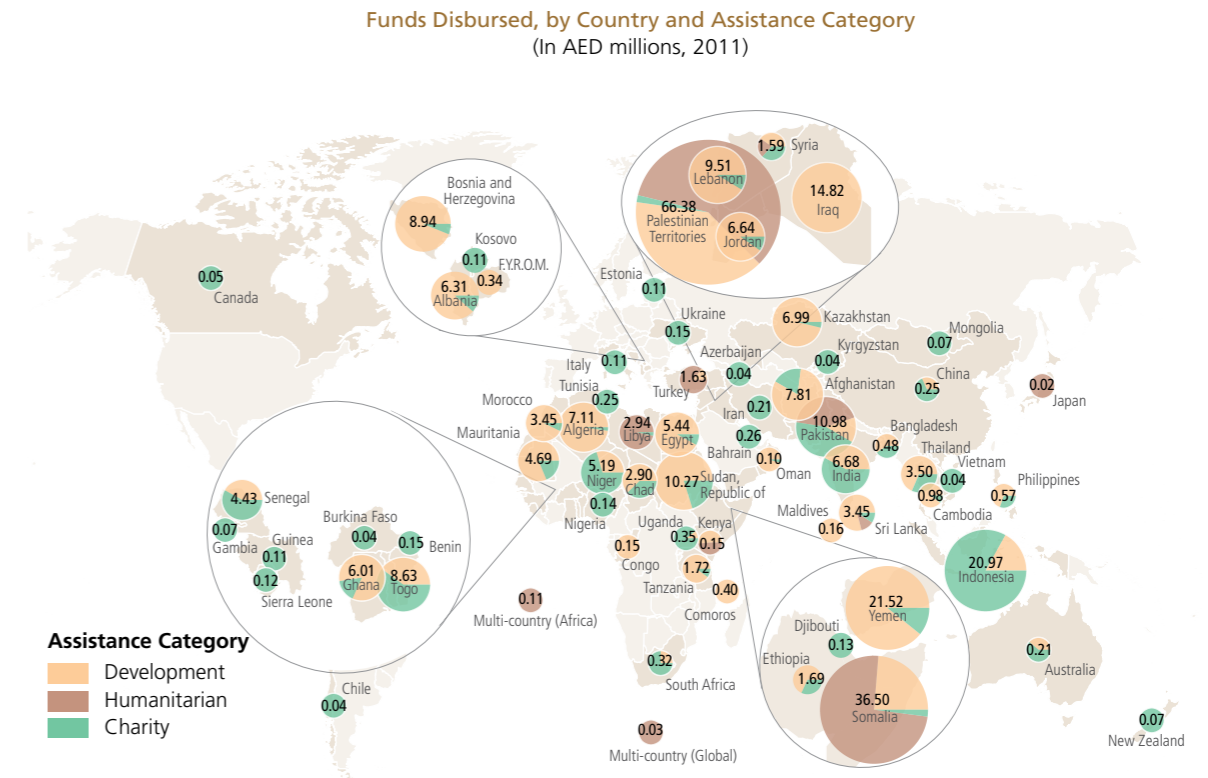 Funds Disbursed, by Country and Assistance Category
(In AED millions, 2011)
Bosnia and
Herzegovina
8.94
Kosovo
0.11
F.Y.R.O.M.
0.34
6.31
Albania
1.59
Syria
9.51
Lebanon
14.82
Iraq
66.38
Palestinian
Territories
6.64
Jordan
0.05
Canada
Estonia
0.11
Ukraine
0.15
6.99
Kazakhstan
Mongolia
0.07
Azerbaijan
0.04
Kyrgyzstan
0.04
Italy
0.11
Turkey
1.63
Afghanistan
7.81
China
0.25
0.02
Japan
Tunisia
0.25
Morocco
3.45
7.11
Algeria
2.94
Libya
5.44
Egypt
Iran
0.21
10.98
Pakistan
Bangladesh
0.48
Mauritania
4.69
5.19
Niger
2.90
Chad
10.27
Sudan,
Republic of
Bahrain
0.26
0.10
Oman
6.68
India
Thailand
3.50
Vietnam
0.04
0.98
Cambodia
Philippines
0.57
0.14
Nigeria
Uganda
0.35
Kenya
0.15
Maldives
0.16
3.45
Sri Lanka
0.15
Congo
1.72
Tanzania
0.40
Comoros
20.97
Indonesia
4.43
Senegal
0.07
Gambia
Guinea
0.11
0.12
Sierra Leone
Burkina Faso
0.04
0.15
Benin
6.01
Ghana
8.63
Togo
0.11
Multi-country (Africa)
21.52
Yemen
Djibouti
0.13
Ethiopia
1.69
36.50
Somalia
0.21
Australia
0.32
South Africa
Assistance Category
Development
Humanitarian
Charity
Chile
0.04
0.03
Multi-country (Global)
0.07
New Zealand